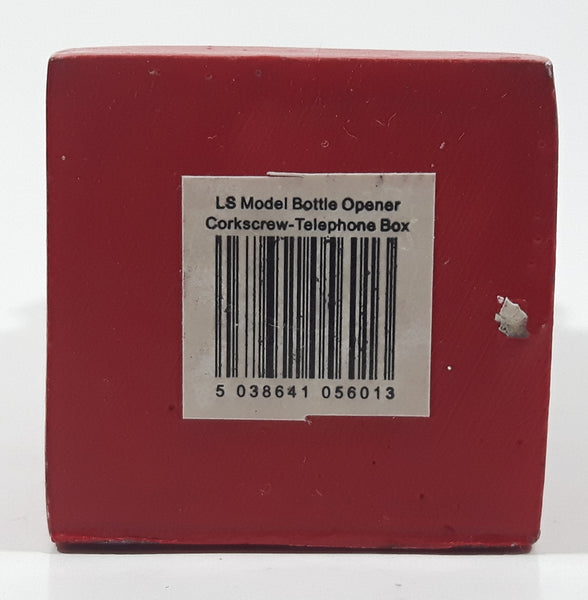 LS Model Bottle Opener
Corkscrew-Telephone Box
5 038641 056013